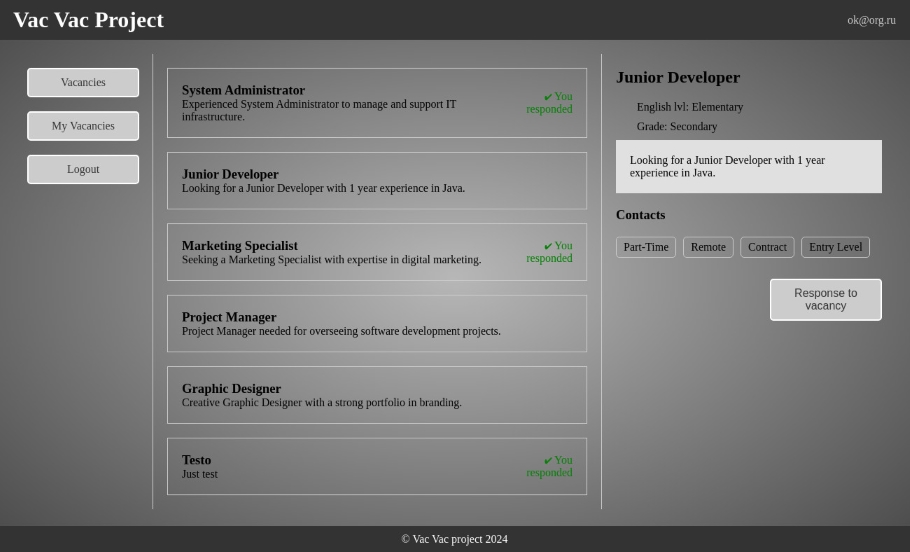 Vac Vac Project
ok@org.ru
Vacancies
My Vacancies
Logout
System Administrator
Experienced System Administrator to manage and support IT
infrastructure.
✔ You
responded
Junior Developer
Looking for a Junior Developer with 1 year experience in Java.
Marketing Specialist
Seeking a Marketing Specialist with expertise in digital marketing.
✔ You
responded
Project Manager
Project Manager needed for overseeing software development projects.
Graphic Designer
Creative Graphic Designer with a strong portfolio in branding.
Testo
Just test
✔ You
responded
Junior Developer
English lvl: Elementary
Grade: Secondary
Looking for a Junior Developer with 1 year
experience in Java.
Contacts
Part-Time Remote Contract Entry Level
Response to
vacancy
© Vac Vac project 2024